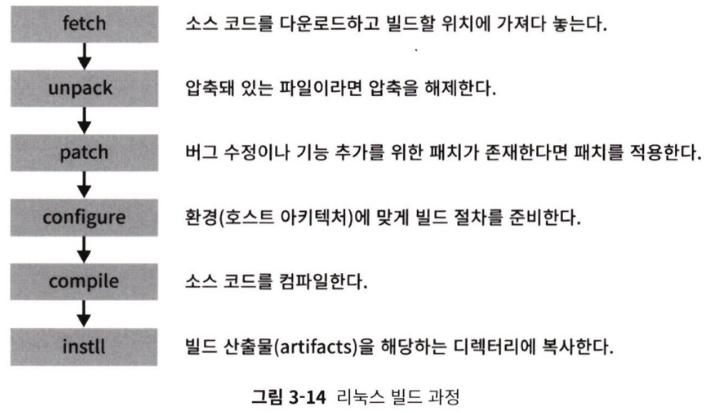 fetch 소스 코드를 다운로드하고 빌드할 위치에 가져다 놓는다.
unpack 압축돼 있는 파일이라면 압축을 해제한다.
patch 버그 수정이나 기능 추가를 위한 패치가 존재한다면 패치를 적용한다.
configure 환경(호스트 아키텍처)에 맞게 빌드 절차를 준비한다.
compile 소스 코드를 컴파일한다.
instll 빌드 산출물(artifacts)을 해당하는 디렉터리에 복사한다.
그림 3-14 리눅스 빌드 과정